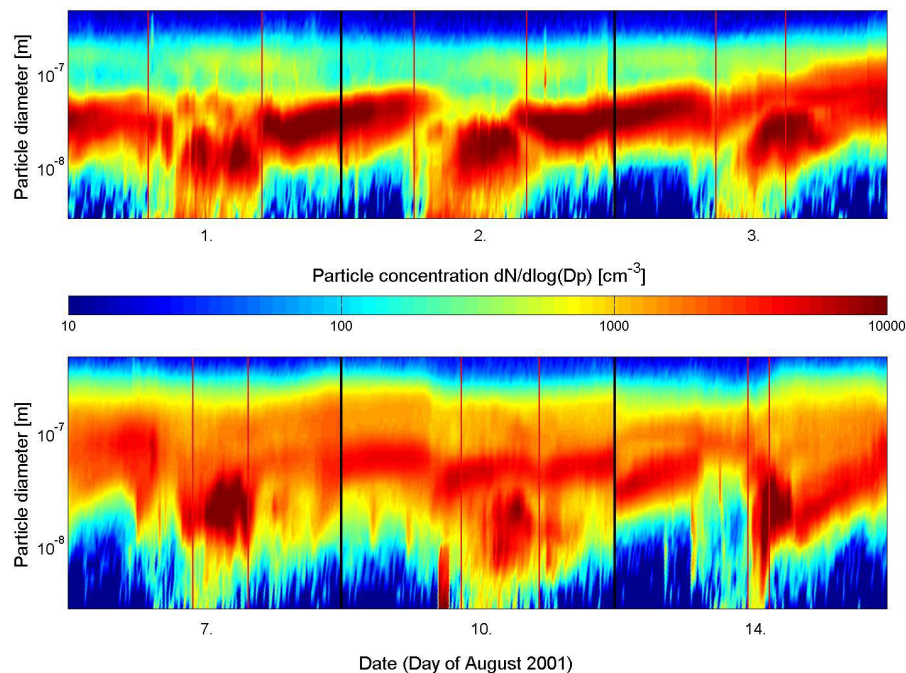 Particle diameter [m]
10⁻⁷
10⁻⁸
1. 2. 3.
Particle concentration dN/dlog(Dp) [cm⁻³]
10 100 1000 10000
Particle diameter [m]
10⁻⁷
10⁻⁸
7. 10. 14.
Date (Day of August 2001)